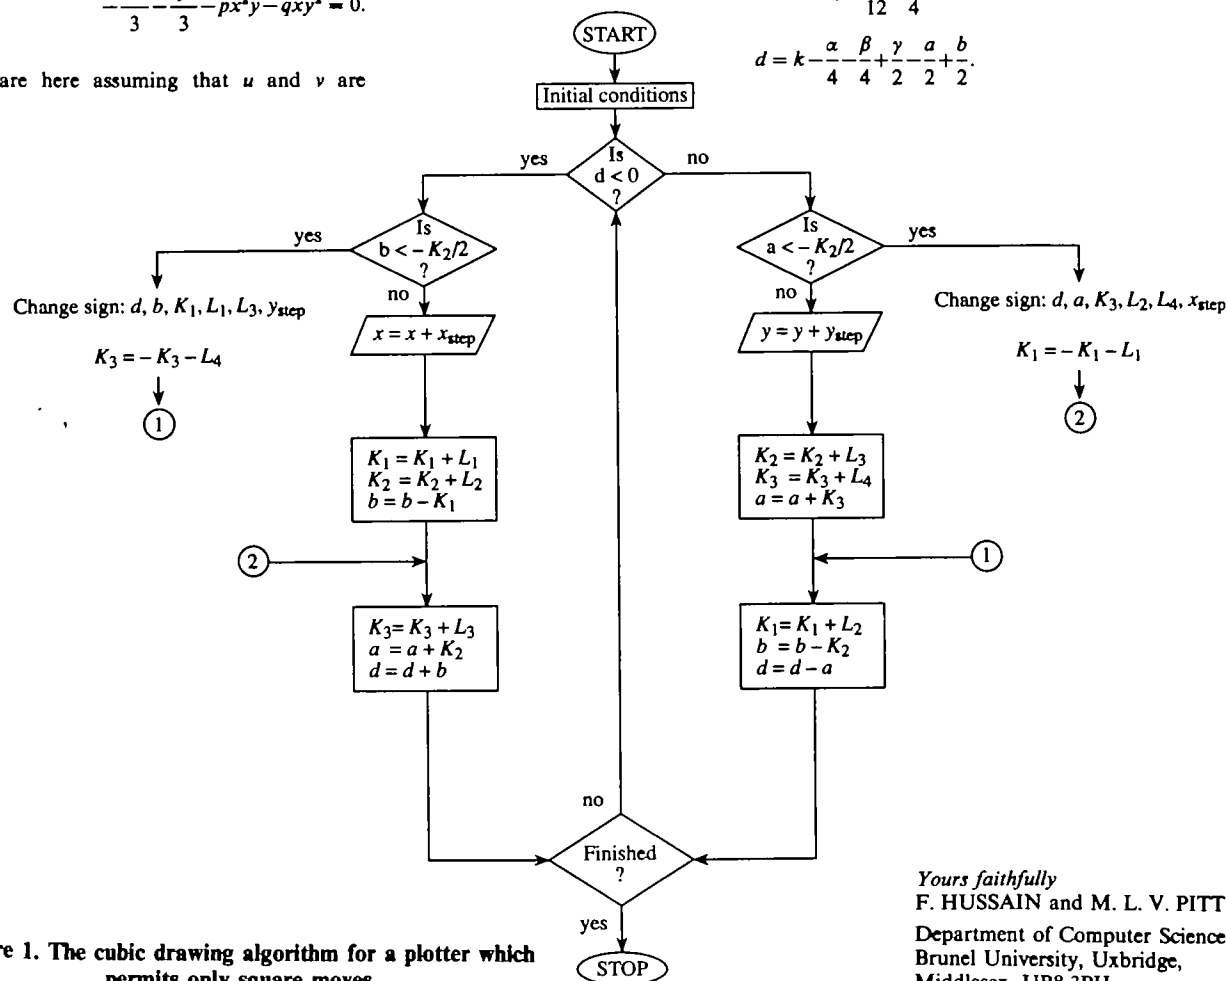 3 3 - px²y - qxy² = 0.
are here assuming that u and v are
12 4
d = k - α/4 - β/4 + γ/2 - a/2 + b/2.
START
Initial conditions
Is
d < 0
?
yes
no
Is
b < - K₂/2
?
yes
no
Change sign: d, b, K₁, L₁, L₃, y_step
K₃ = - K₃ - L₄
1
x = x + x_step
K₁ = K₁ + L₁
K₂ = K₂ + L₂
b = b - K₁
2
K₃ = K₃ + L₃
a = a + K₂
d = d + b
Is
a < - K₂/2
?
yes
no
Change sign: d, a, K₃, L₂, L₄, x_step
K₁ = - K₁ - L₁
2
y = y + y_step
K₂ = K₂ + L₃
K₃ = K₃ + L₄
a = a + K₃
1
K₁ = K₁ + L₂
b = b - K₂
d = d - a
no
Finished
?
yes
STOP
re 1. The cubic drawing algorithm for a plotter which
permits only square moves
Yours faithfully
F. HUSSAIN and M. L. V. PITT
Department of Computer Science
Brunel University, Uxbridge,